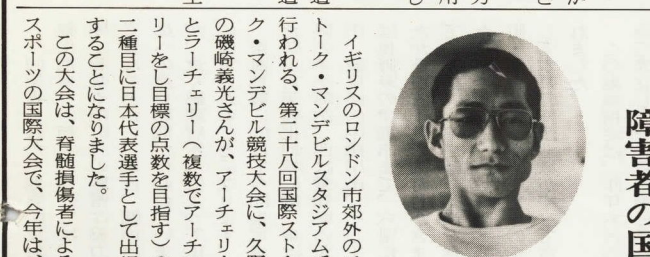 障害者の国
イギリスのロンドン市郊外の
トーク・マンデビルスタジアム
行われる、第二十八回国際スト
ク・マンデビル競技大会に、久
の磯崎義光さんが、アーチェリ
とラーチェリー（複数でアーチ
リーをし目標の点数を目指す）
二種目に日本代表選手として出
することになりました。
この大会は、脊髄損傷者による
スポーツの国際大会で、今年は、